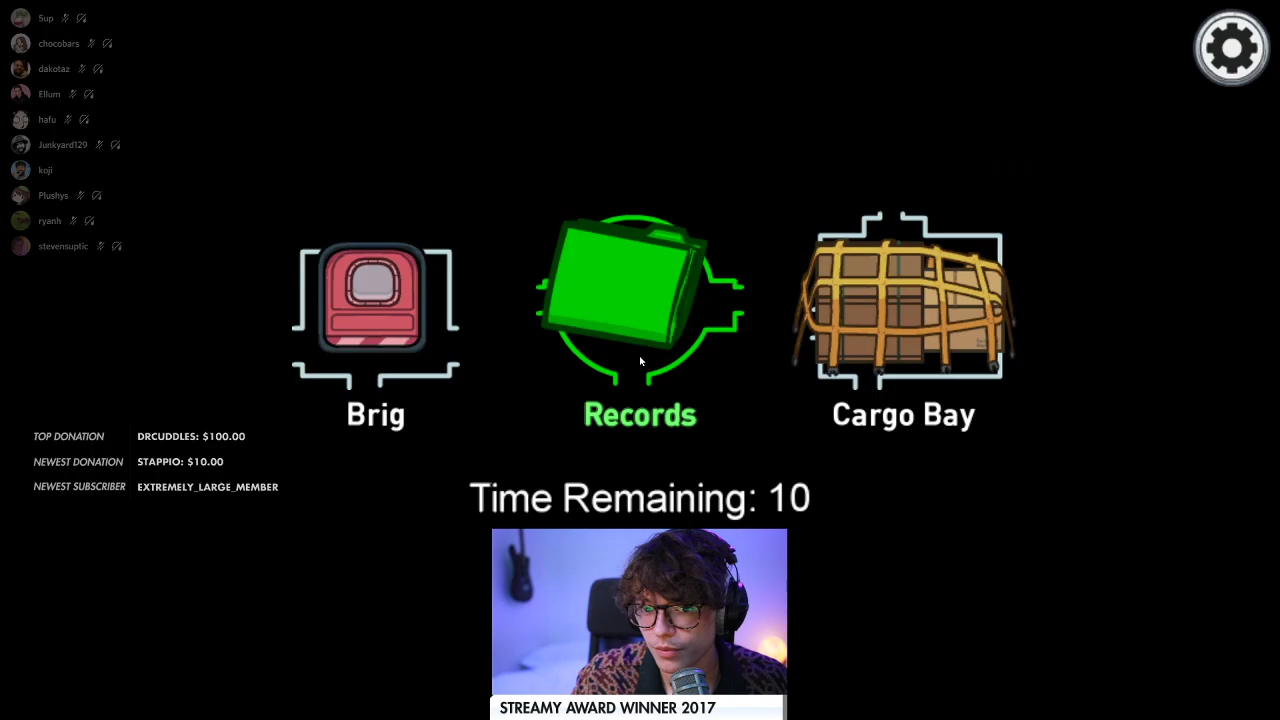 5up
chocobars
dakotaz
Ellum
hafu
Junkyard129
koji
Plushys
ryanh
stevensuptic
Brig
Records
Cargo Bay
TOP DONATION DRCUDDLES: $100.00
NEWEST DONATION STAPPIO: $10.00
NEWEST SUBSCRIBER EXTREMELY_LARGE_MEMBER
Time Remaining: 10
STREAMY AWARD WINNER 2017